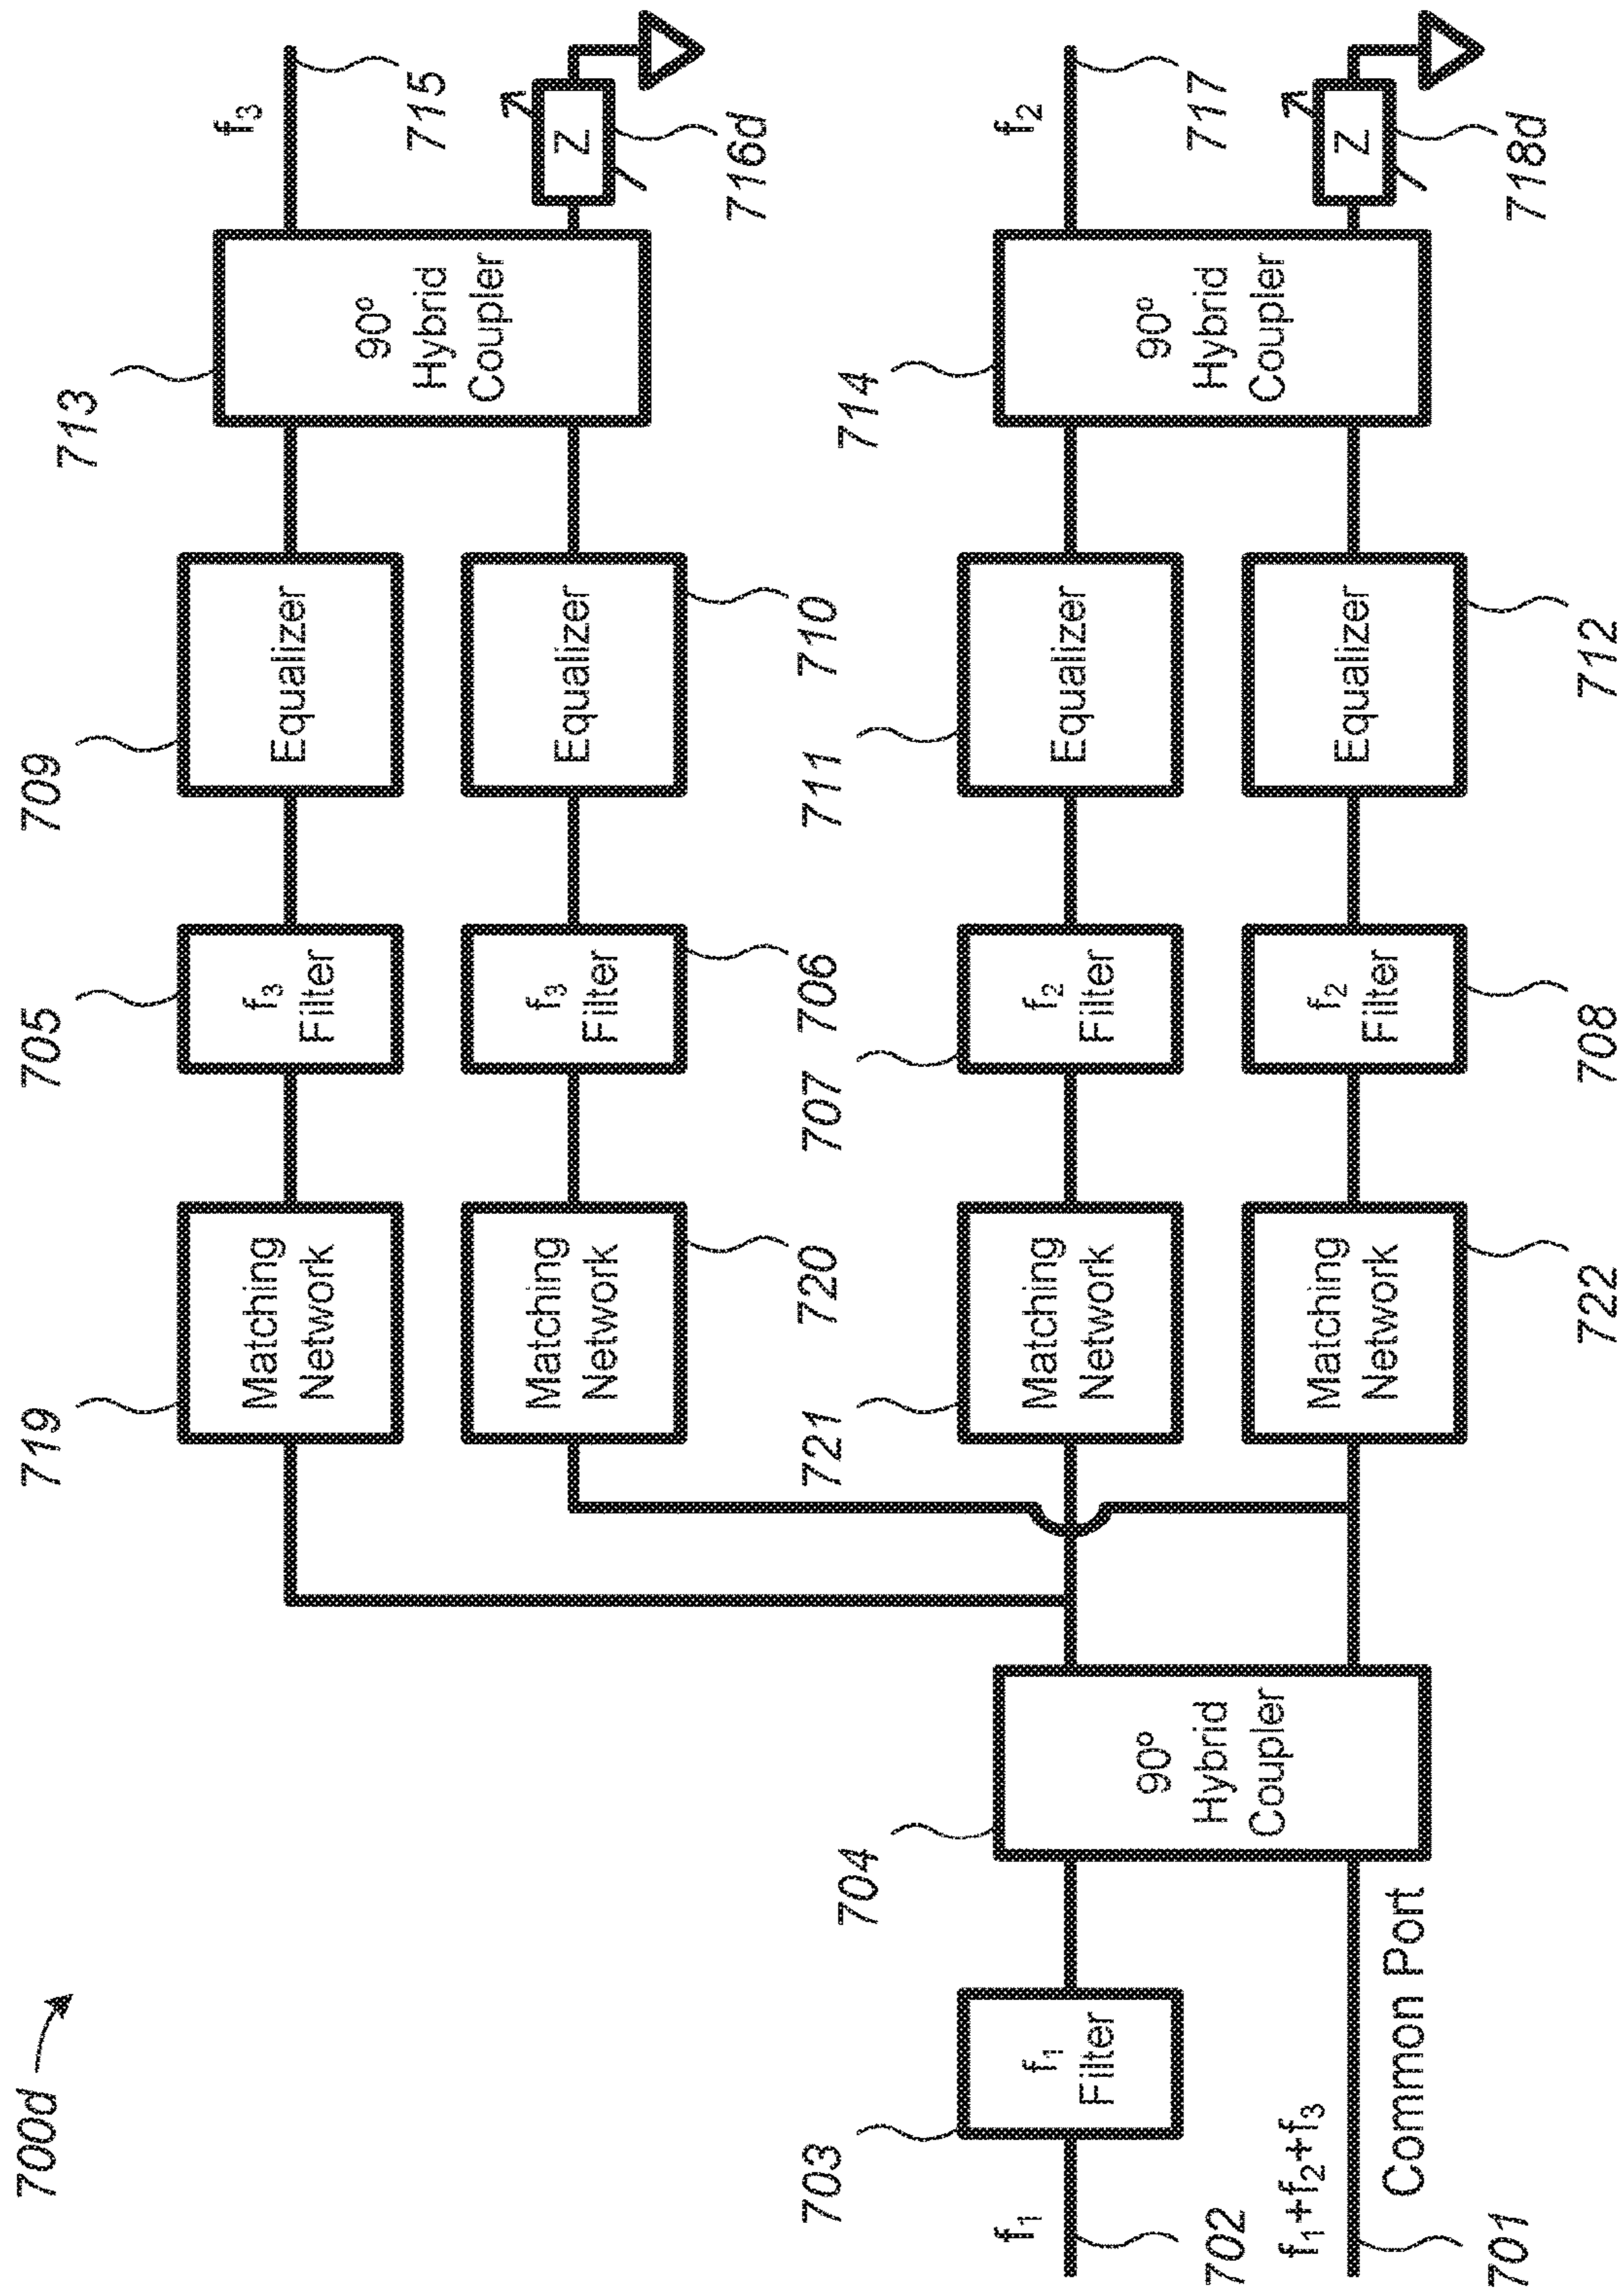 700d
f₁
702
703
f₁
Filter
f₁+f₂+f₃
701
Common Port
704
90º
Hybrid
Coupler
719
Matching
Network
705
f₃
Filter
709
Equalizer
713
90º
Hybrid
Coupler
f₃
715
Matching
Network
720
f₃
Filter
706
Equalizer
710
Z
716d
721
Matching
Network
707
f₂
Filter
711
Equalizer
714
90º
Hybrid
Coupler
f₂
717
Matching
Network
722
f₂
Filter
708
Equalizer
712
Z
718d